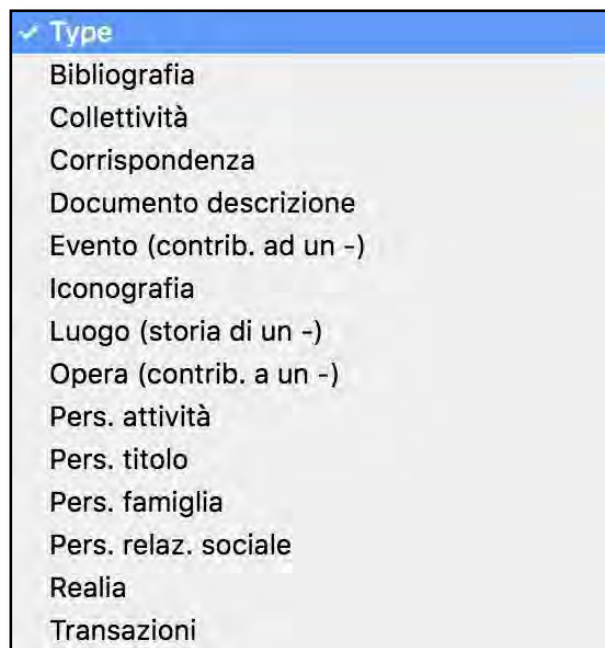 ✓ Type
Bibliografia
Collettività
Corrispondenza
Documento descrizione
Evento (contrib. ad un -)
Iconografia
Luogo (storia di un -)
Opera (contrib. a un -)
Pers. attività
Pers. titolo
Pers. famiglia
Pers. relaz. sociale
Realia
Transazioni